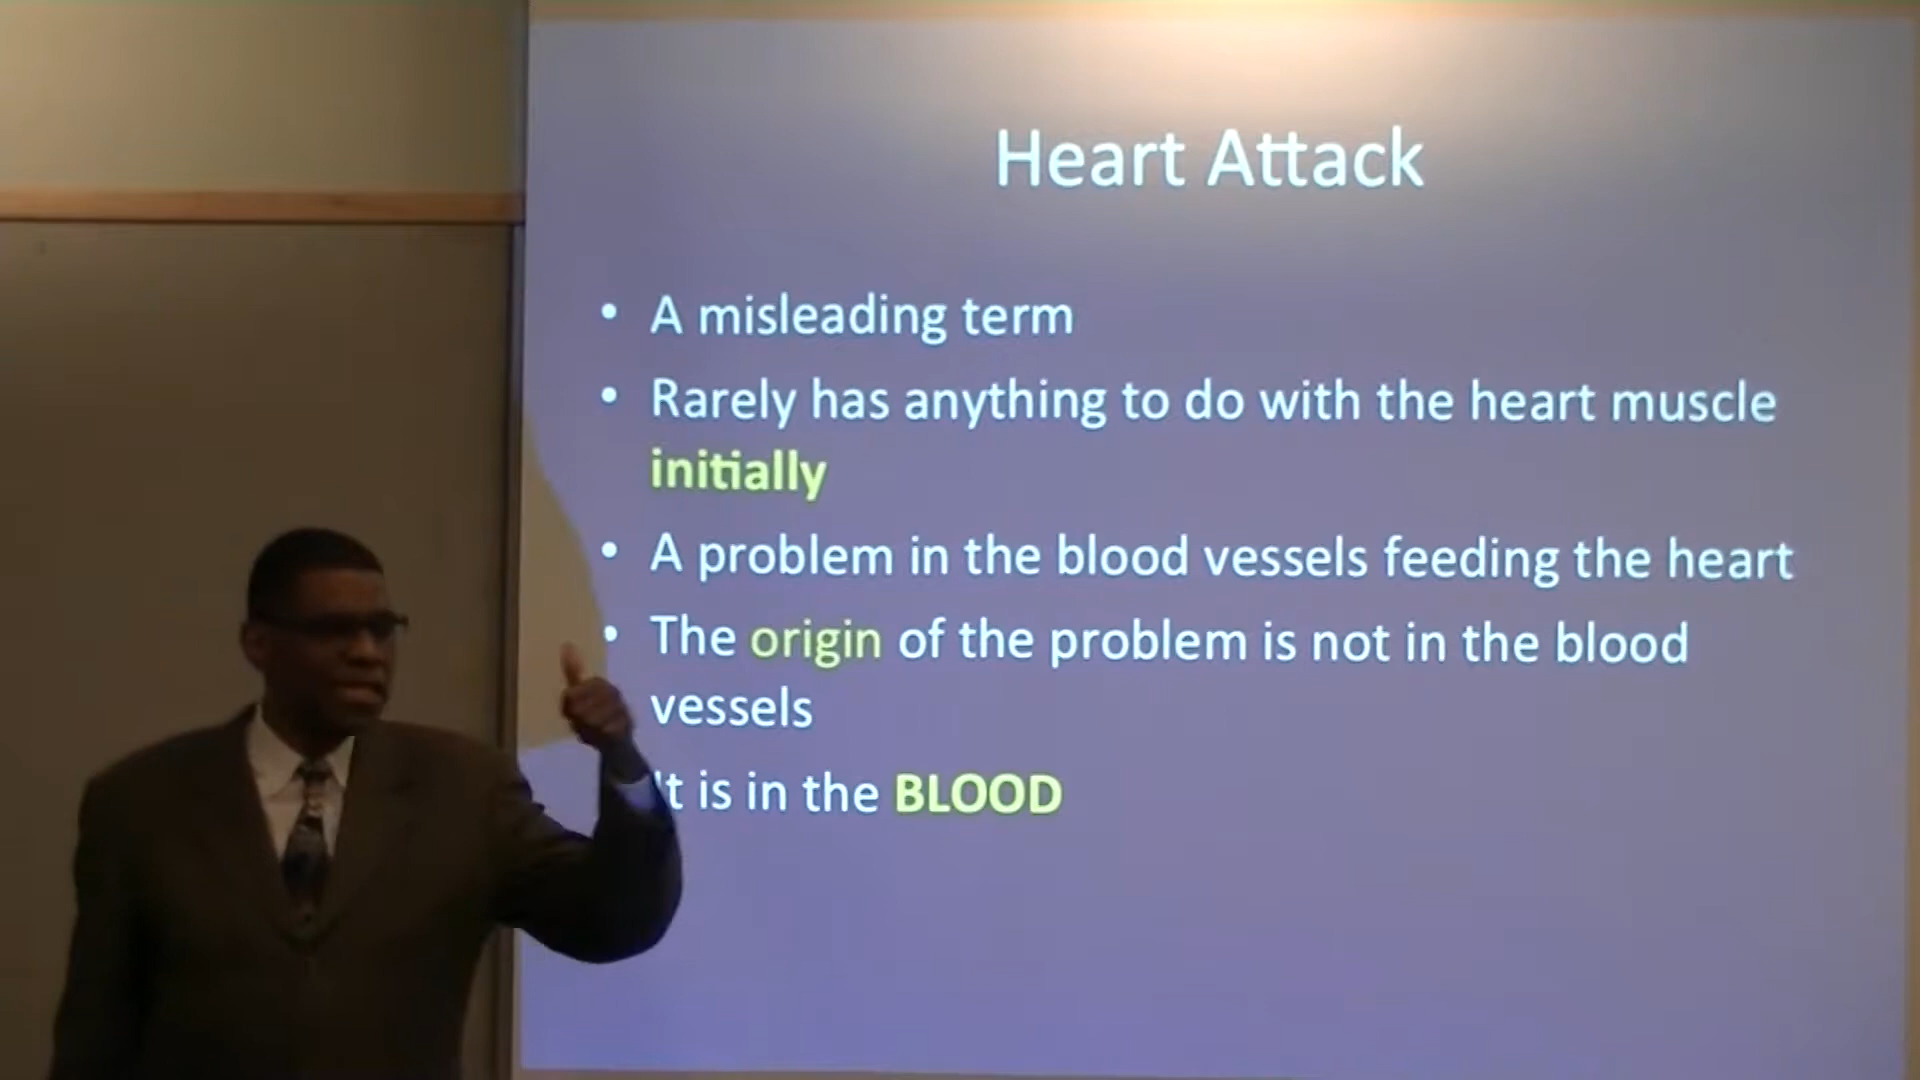 Heart Attack
• A misleading term
• Rarely has anything to do with the heart muscle
initially
• A problem in the blood vessels feeding the heart
• The origin of the problem is not in the blood
vessels
It is in the BLOOD